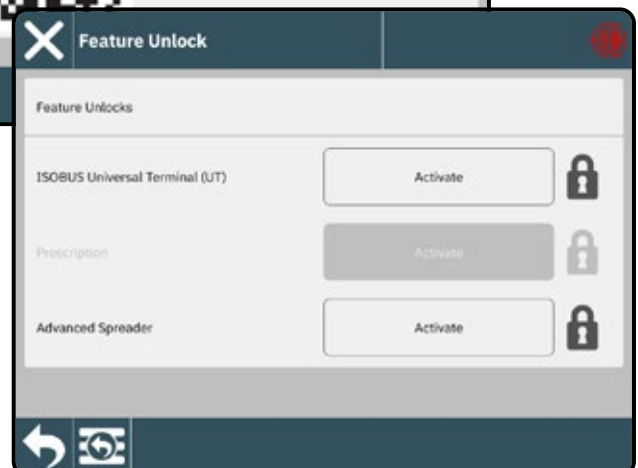 Feature Unlock
Feature Unlocks
ISOBUS Universal Terminal (UT)
Activate
Prescription
Activate
Advanced Spreader
Activate